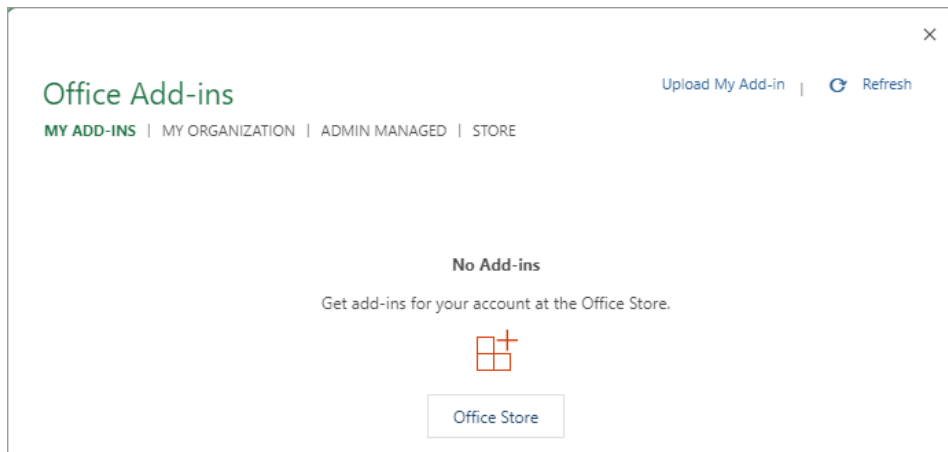 Office Add-ins
Upload My Add-in | Refresh
MY ADD-INS | MY ORGANIZATION | ADMIN MANAGED | STORE
No Add-ins
Get add-ins for your account at the Office Store.
Office Store